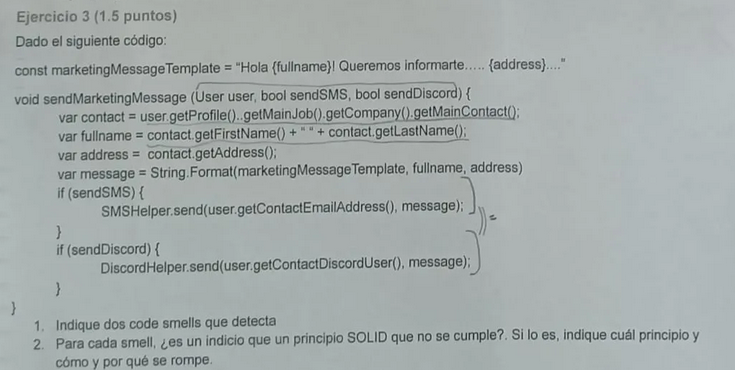 Ejercicio 3 (1.5 puntos)
Dado el siguiente código:
const marketingMessageTemplate = "Hola {fullname}! Queremos informarte..... {address}...."
void sendMarketingMessage (User user, bool sendSMS, bool sendDiscord) {
var contact = user.getProfile()..getMainJob().getCompany().getMainContact();
var fullname = contact.getFirstName() + " " + contact.getLastName();
var address = contact.getAddress();
var message = String.Format(marketingMessageTemplate, fullname, address)
if (sendSMS) {
SMSHelper.send(user.getContactEmailAddress(), message);
}
if (sendDiscord) {
DiscordHelper.send(user.getContactDiscordUser(), message);
}
}
1. Indique dos code smells que detecta
2. Para cada smell, ¿es un indicio que un principio SOLID que no se cumple?. Si lo es, indique cuál principio y
cómo y por qué se rompe.